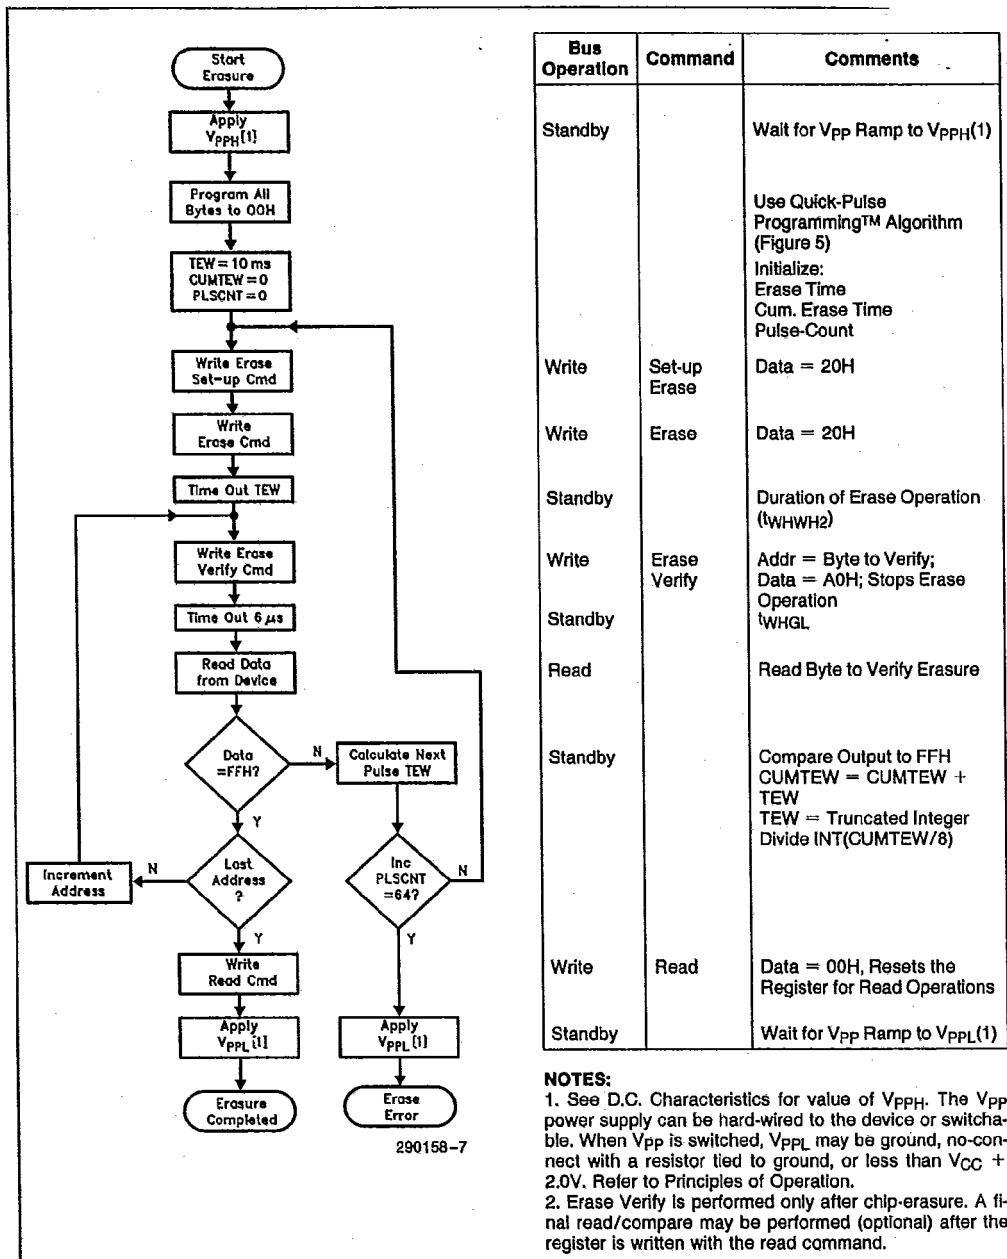 Start
Erasure
Apply
VPPH[1]
Program All
Bytes to 00H
TEW = 10 ms
CUMTEW = 0
PLSCNT = 0
Write Erase
Set-up Cmd
Write
Erase Cmd
Time Out TEW
Write Erase
Verify Cmd
Time Out 6 µs
Read Data
from Device
Data
=FFH?
N
Calculate Next
Pulse TEW
Y
Increment
Address
N
Last
Address
?
Inc
PLSCNT
=64?
N
Y
Y
Write
Read Cmd
Apply
VPPL[1]
Apply
VPPL[1]
Erasure
Completed
Erase
Error
290158-7
Bus
Operation
Command
Comments
Standby
Wait for VPP Ramp to VPPH(1)
Use Quick-Pulse
Programming™ Algorithm
(Figure 5)
Initialize:
Erase Time
Cum. Erase Time
Pulse-Count
Write
Set-up
Erase
Data = 20H
Write
Erase
Data = 20H
Standby
Duration of Erase Operation
(tWHWH2)
Write
Erase
Verify
Addr = Byte to Verify;
Data = A0H; Stops Erase
Operation
Standby
tWHGL
Read
Read Byte to Verify Erasure
Standby
Compare Output to FFH
CUMTEW = CUMTEW +
TEW
TEW = Truncated Integer
Divide INT(CUMTEW/8)
Write
Read
Data = 00H, Resets the
Register for Read Operations
Standby
Wait for VPP Ramp to VPPL(1)
NOTES:
1. See D.C. Characteristics for value of VPPH. The VPP
power supply can be hard-wired to the device or switcha-
ble. When VPP is switched, VPPL may be ground, no-con-
nect with a resistor tied to ground, or less than VCC +
2.0V. Refer to Principles of Operation.
2. Erase Verify is performed only after chip-erasure. A fi-
nal read/compare may be performed (optional) after the
register is written with the read command.